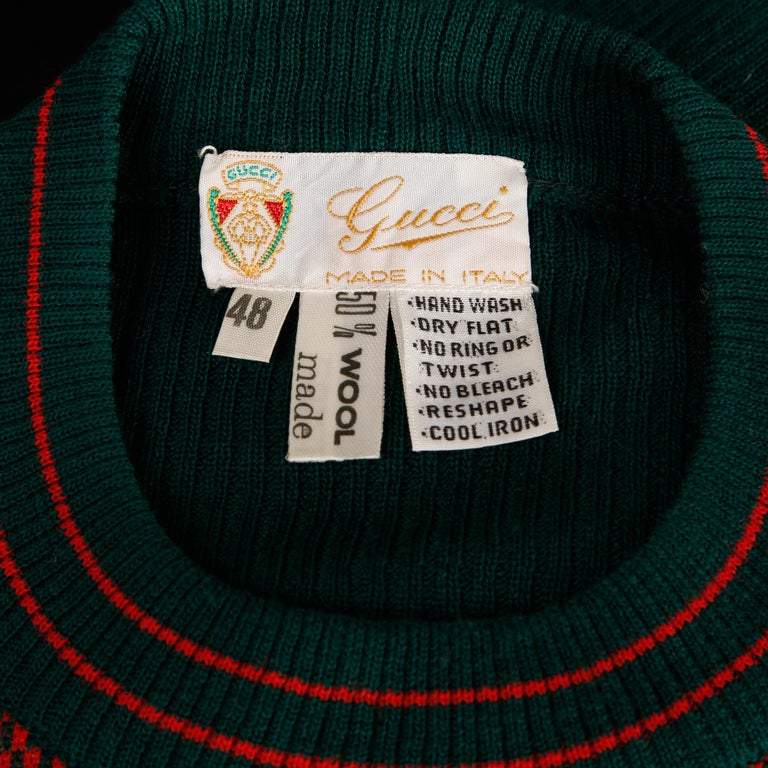 GUCCI
Gucci
MADE IN ITALY
48
50% WOOL
made
•HAND WASH
•DRY FLAT
•NO RING OR
TWIST
•NO BLEACH
•RESHAPE
•COOL.IRON